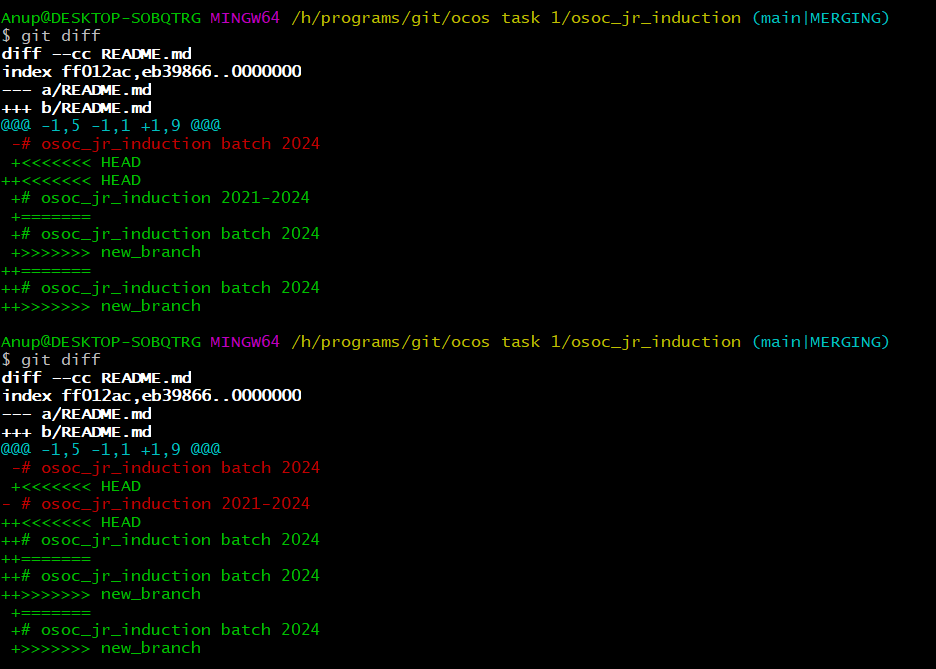 Anup@DESKTOP-SOBQTRG MINGW64 /h/programs/git/ocos task 1/osoc_jr_induction (main|MERGING)
$ git diff
diff --cc README.md
index ff012ac,eb39866..0000000
--- a/README.md
+++ b/README.md
@@@ -1,5 -1,1 +1,9 @@@
 -# osoc_jr_induction batch 2024
 +<<<<<<< HEAD
++<<<<<<< HEAD
 +# osoc_jr_induction 2021-2024
 +=======
 +# osoc_jr_induction batch 2024
 +>>>>>>> new_branch
++=======
++# osoc_jr_induction batch 2024
++>>>>>>> new_branch
Anup@DESKTOP-SOBQTRG MINGW64 /h/programs/git/ocos task 1/osoc_jr_induction (main|MERGING)
$ git diff
diff --cc README.md
index ff012ac,eb39866..0000000
--- a/README.md
+++ b/README.md
@@@ -1,5 -1,1 +1,9 @@@
 -# osoc_jr_induction batch 2024
 +<<<<<<< HEAD
- # osoc_jr_induction 2021-2024
++<<<<<<< HEAD
++# osoc_jr_induction batch 2024
++=======
++# osoc_jr_induction batch 2024
++>>>>>>> new_branch
 +=======
 +# osoc_jr_induction batch 2024
 +>>>>>>> new_branch